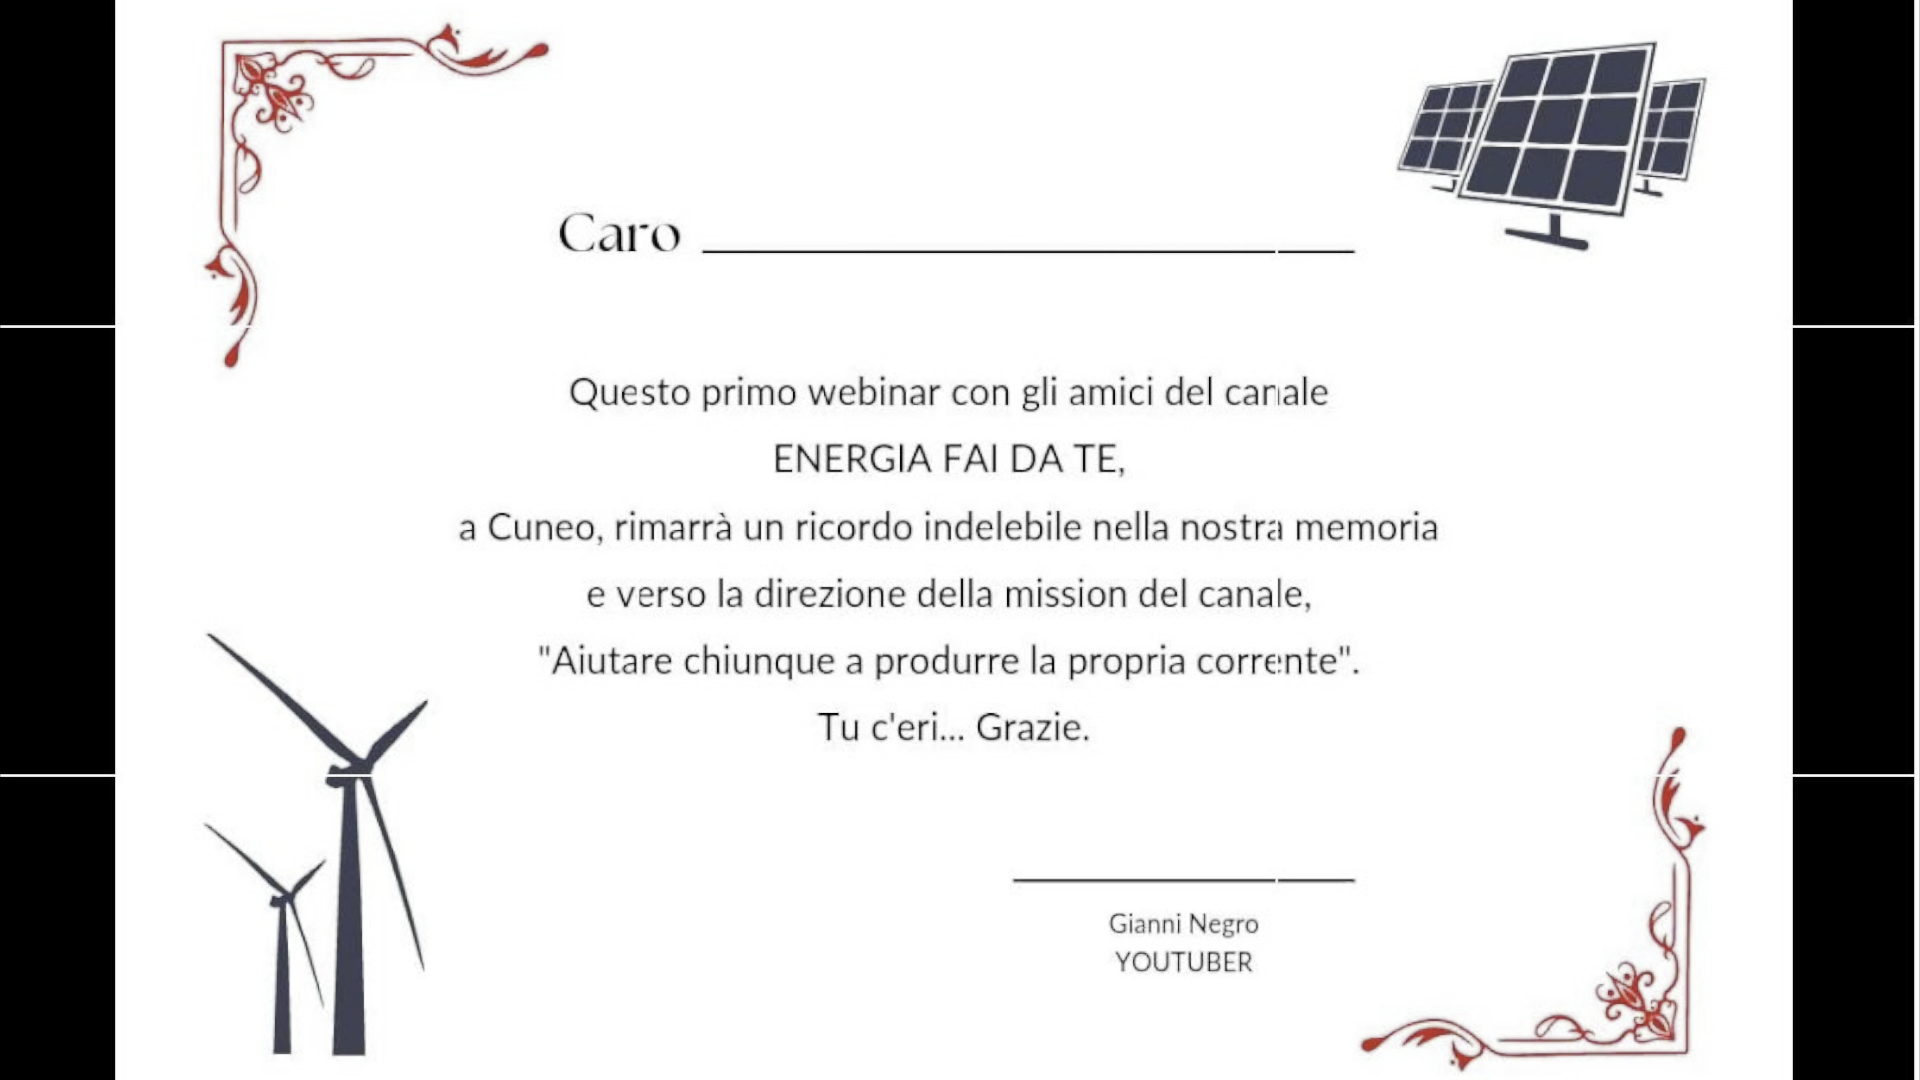 Caro
Questo primo webinar con gli amici del canale
ENERGIA FAI DA TE,
a Cuneo, rimarrà un ricordo indelebile nella nostra memoria
e verso la direzione della mission del canale,
"Aiutare chiunque a produrre la propria corrente".
Tu c'eri... Grazie.
Gianni Negro
YOUTUBER